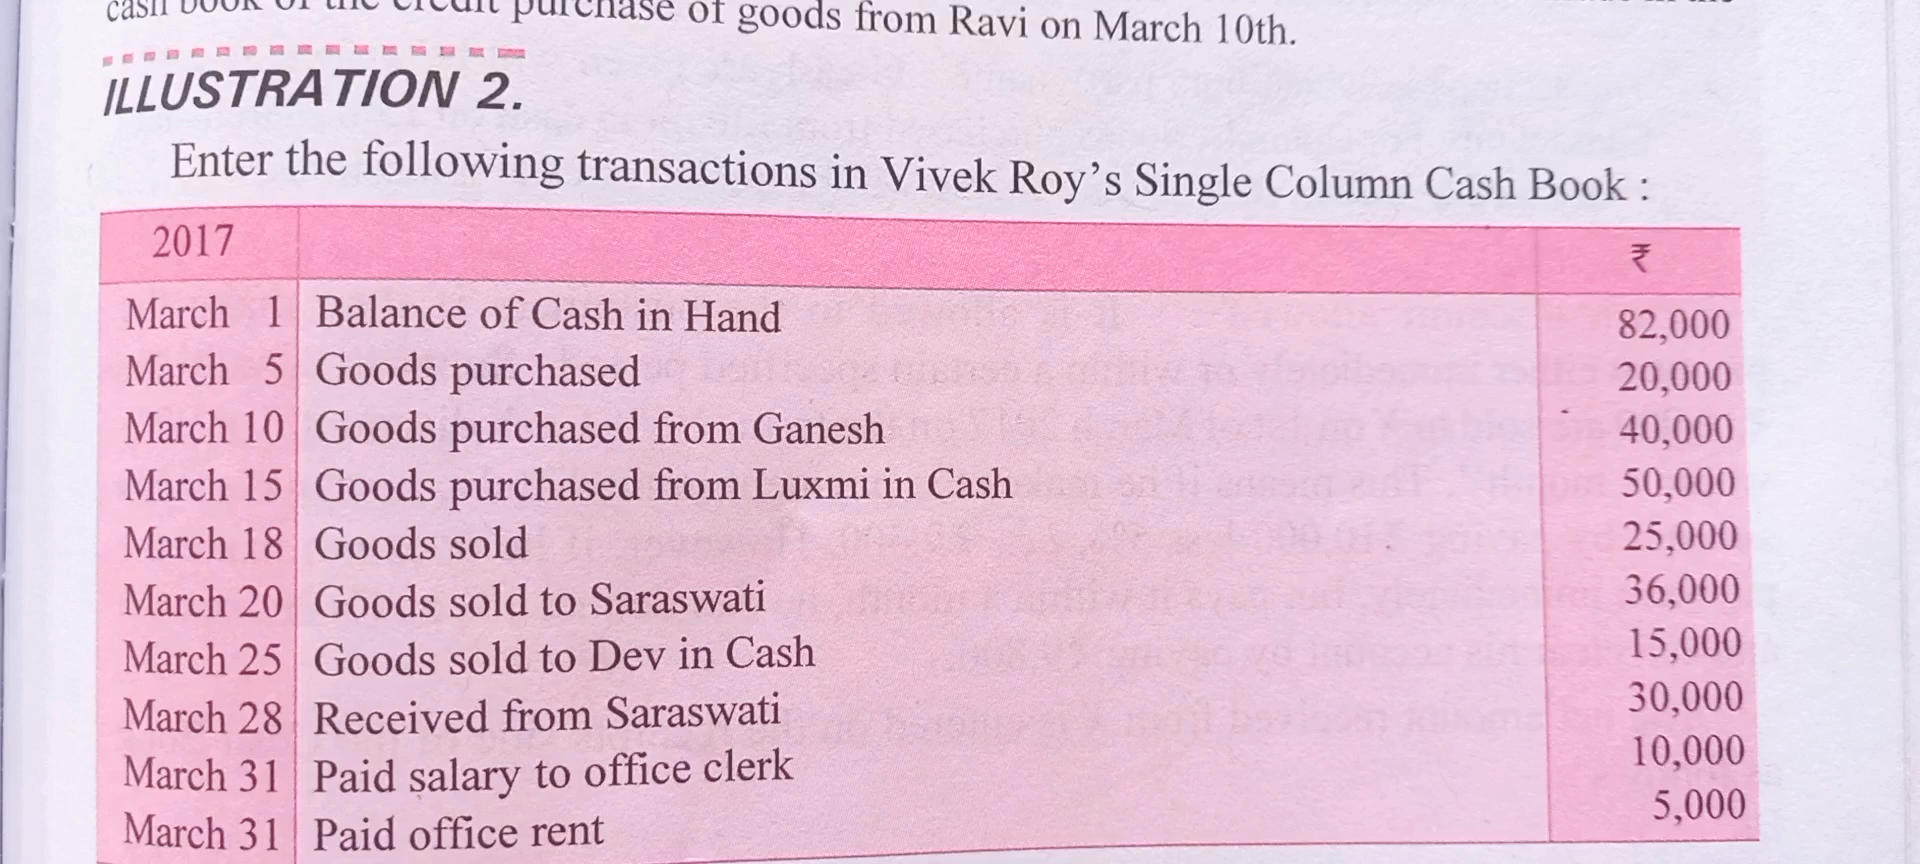 cash book of the credit purchase of goods from Ravi on March 10th.
ILLUSTRATION 2.
Enter the following transactions in Vivek Roy's Single Column Cash Book :
2017 ₹
March 1 Balance of Cash in Hand 82,000
March 5 Goods purchased 20,000
March 10 Goods purchased from Ganesh 40,000
March 15 Goods purchased from Luxmi in Cash 50,000
March 18 Goods sold 25,000
March 20 Goods sold to Saraswati 36,000
March 25 Goods sold to Dev in Cash 15,000
March 28 Received from Saraswati 30,000
March 31 Paid salary to office clerk 10,000
March 31 Paid office rent 5,000